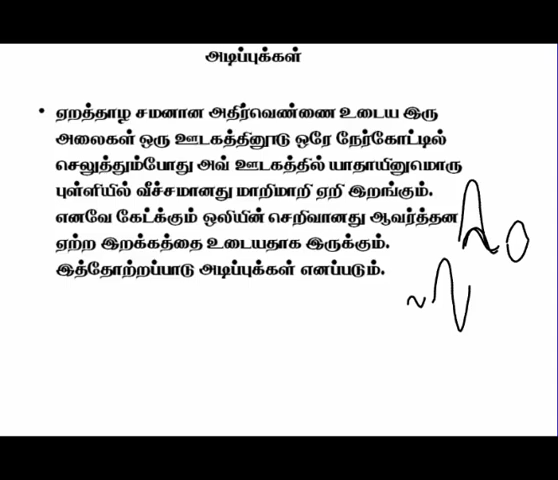 அடிப்புக்கள்
• ஏறத்தாழ சமனான அதிர்வெண்ணை உடைய இரு
அலைகள் ஒரு ஊடகத்தினூடு ஒரே நேர்கோட்டில்
செலுத்தும்போது அவ் ஊடகத்தில் யாதாயினுமொரு
புள்ளியில் வீச்சமானது மாறிமாறி ஏறி இறங்கும்.
எனவே கேட்க்கும் ஒலியின் செறிவானது ஆவர்த்தன
ஏற்ற இறக்கத்தை உடையதாக இருக்கும்.
இத்தோற்றப்பாடு அடிப்புக்கள் எனப்படும்.